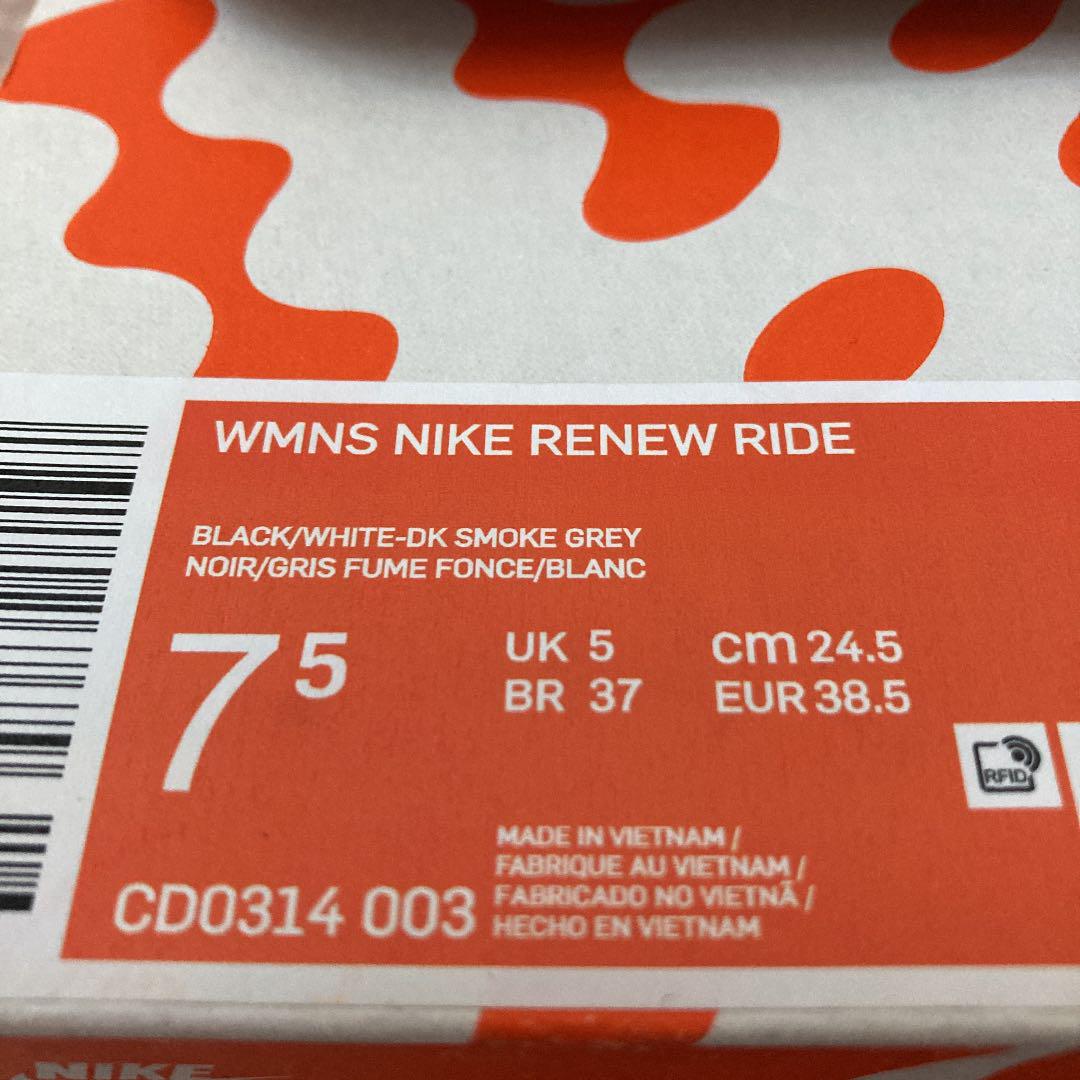 WMNS NIKE RENEW RIDE
BLACK/WHITE-DK SMOKE GREY
NOIR/GRIS FUME FONCE/BLANC
7⁵
UK 5 cm 24.5
BR 37 EUR 38.5
RFID
MADE IN VIETNAM /
FABRIQUE AU VIETNAM /
FABRICADO NO VIETNÃ /
HECHO EN VIETNAM
CD0314 003
NIKE